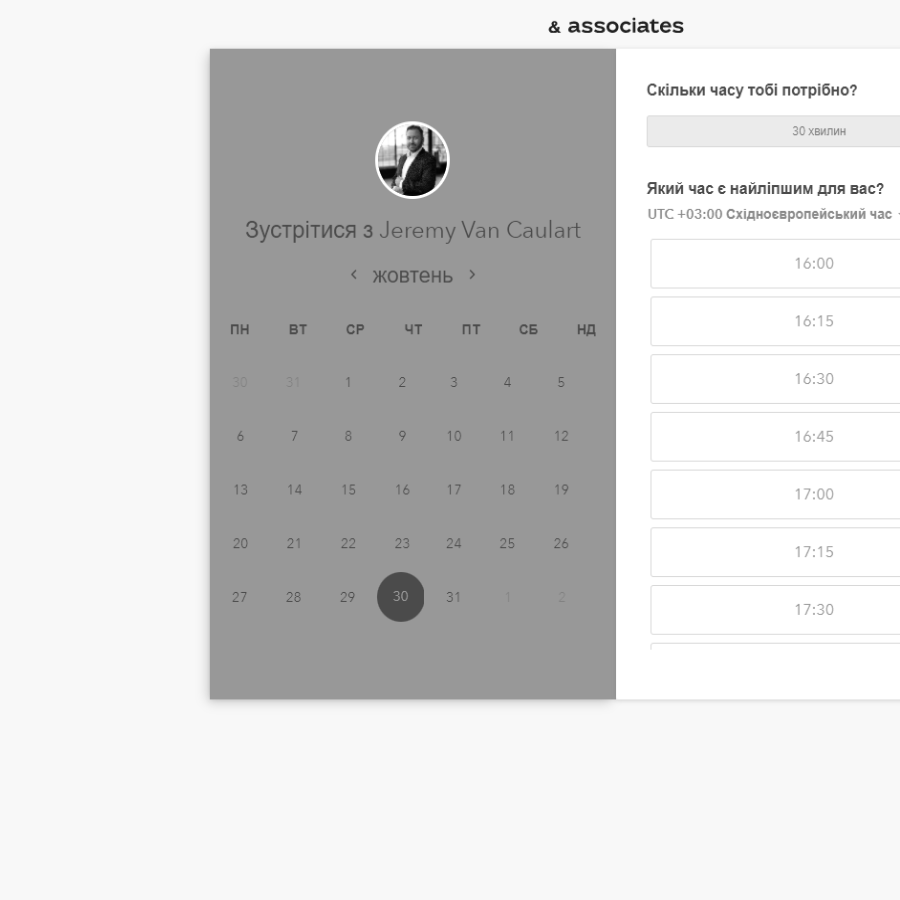 & associates
Зустрітися з Jeremy Van Caulart
жовтень
ПН ВТ СР ЧТ ПТ СБ НД
30 31 1 2 3 4 5
6 7 8 9 10 11 12
13 14 15 16 17 18 19
20 21 22 23 24 25 26
27 28 29 30 31 1 2
Скільки часу тобі потрібно?
30 хвилин
Який час є найліпшим для вас?
UTC +03:00 Східноєвропейський час
16:00
16:15
16:30
16:45
17:00
17:15
17:30